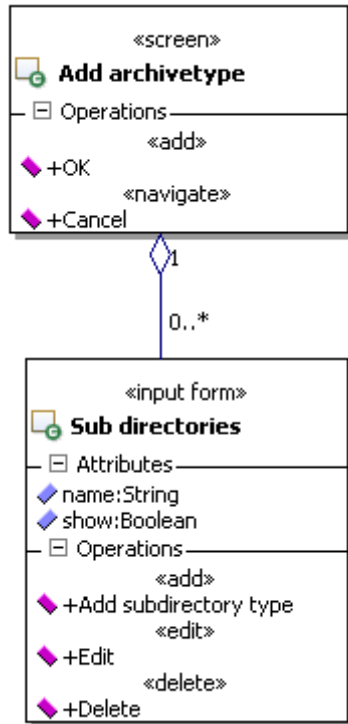 «screen»
Add archivetype
Operations
«add»
+OK
«navigate»
+Cancel
1
0..*
«input form»
Sub directories
Attributes
name:String
show:Boolean
Operations
«add»
+Add subdirectory type
«edit»
+Edit
«delete»
+Delete